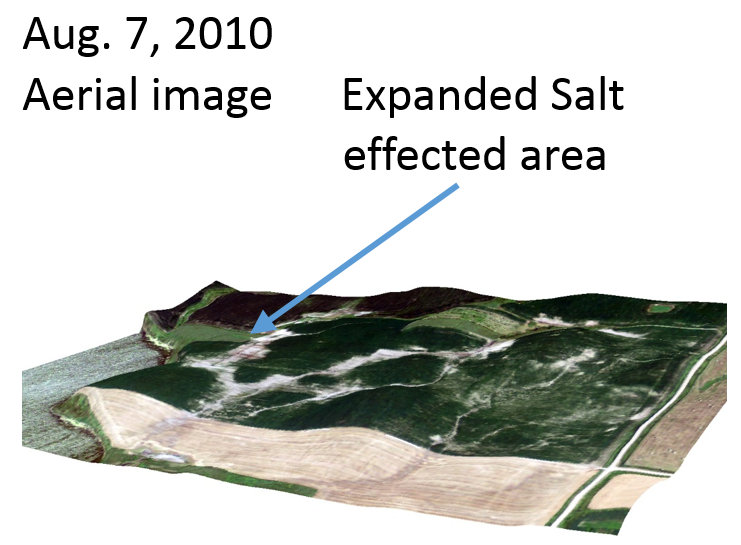 Aug. 7, 2010
Aerial image
Expanded Salt
effected area